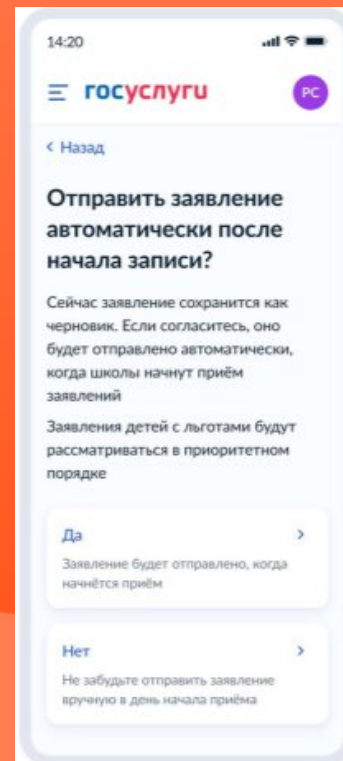 14:20
госуслуги
РС
Назад
Отправить заявление
автоматически после
начала записи?
Сейчас заявление сохранится как
черновик. Если согласитесь, оно
будет отправлено автоматически,
когда школы начнут приём
заявлений
Заявления детей с льготами будут
рассматриваться в приоритетном
порядке
Да
Заявление будет отправлено, когда
начнётся приём
Нет
Не забудьте отправить заявление
вручную в день начала приёма